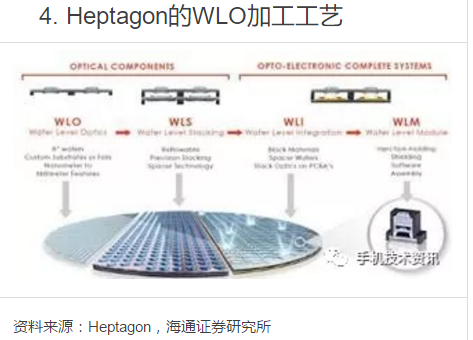 4. Heptagon的WLO加工工艺
OPTICAL COMPONENTS
OPTO-ELECTRONIC COMPLETE SYSTEMS
WLO
Wafer Level Optics
WLS
Wafer Level Stacking
WLI
Wafer Level Integration
WLM
Wafer Level Module
8" wafers
Custom Substrates or Foils
Nanometer to
Millimeter Features
Reflowable
Precision Stacking
Spacer Technology
Black Materials
Spacer Wafers
Stack Optics on PCBA's
Injection Molding
Shielding
Software
Assembly
手机技术资讯
资料来源：Heptagon，海通证券研究所